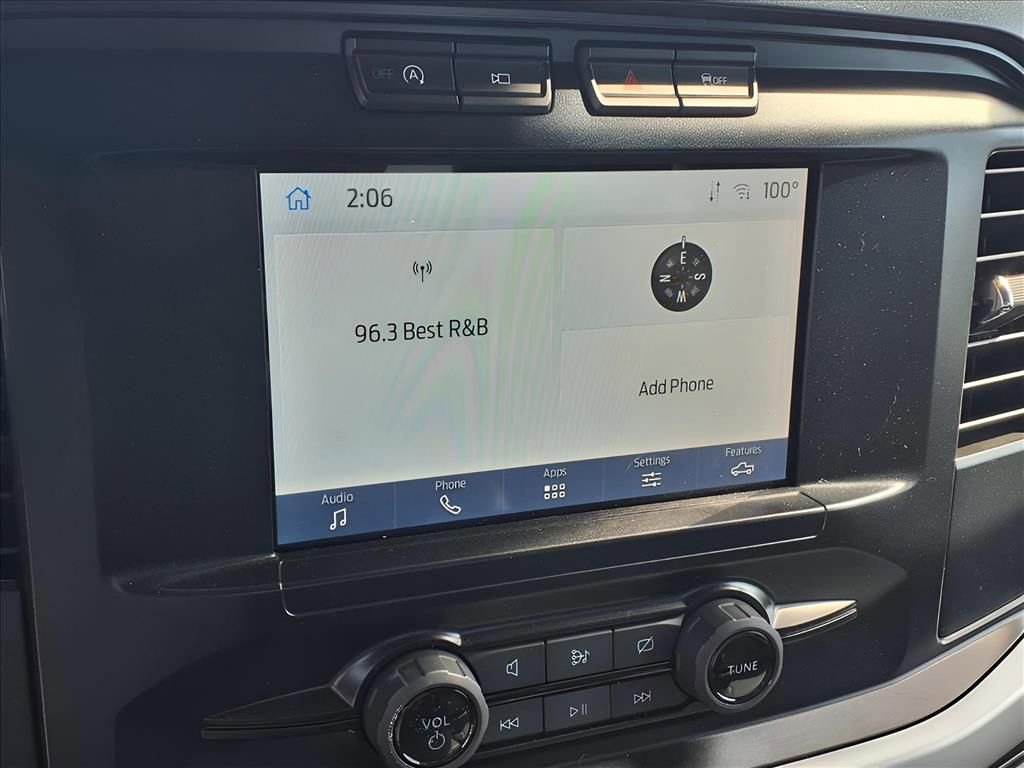 OFF A
OFF
2:06
100°
96.3 Best R&B
E
N S
W
Add Phone
Audio Phone Apps Settings Features
VOL
TUNE